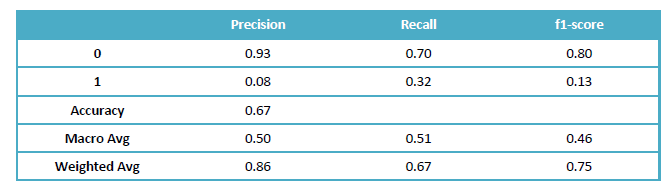 Precision Recall f1-score
0 0.93 0.70 0.80
1 0.08 0.32 0.13
Accuracy 0.67
Macro Avg 0.50 0.51 0.46
Weighted Avg 0.86 0.67 0.75